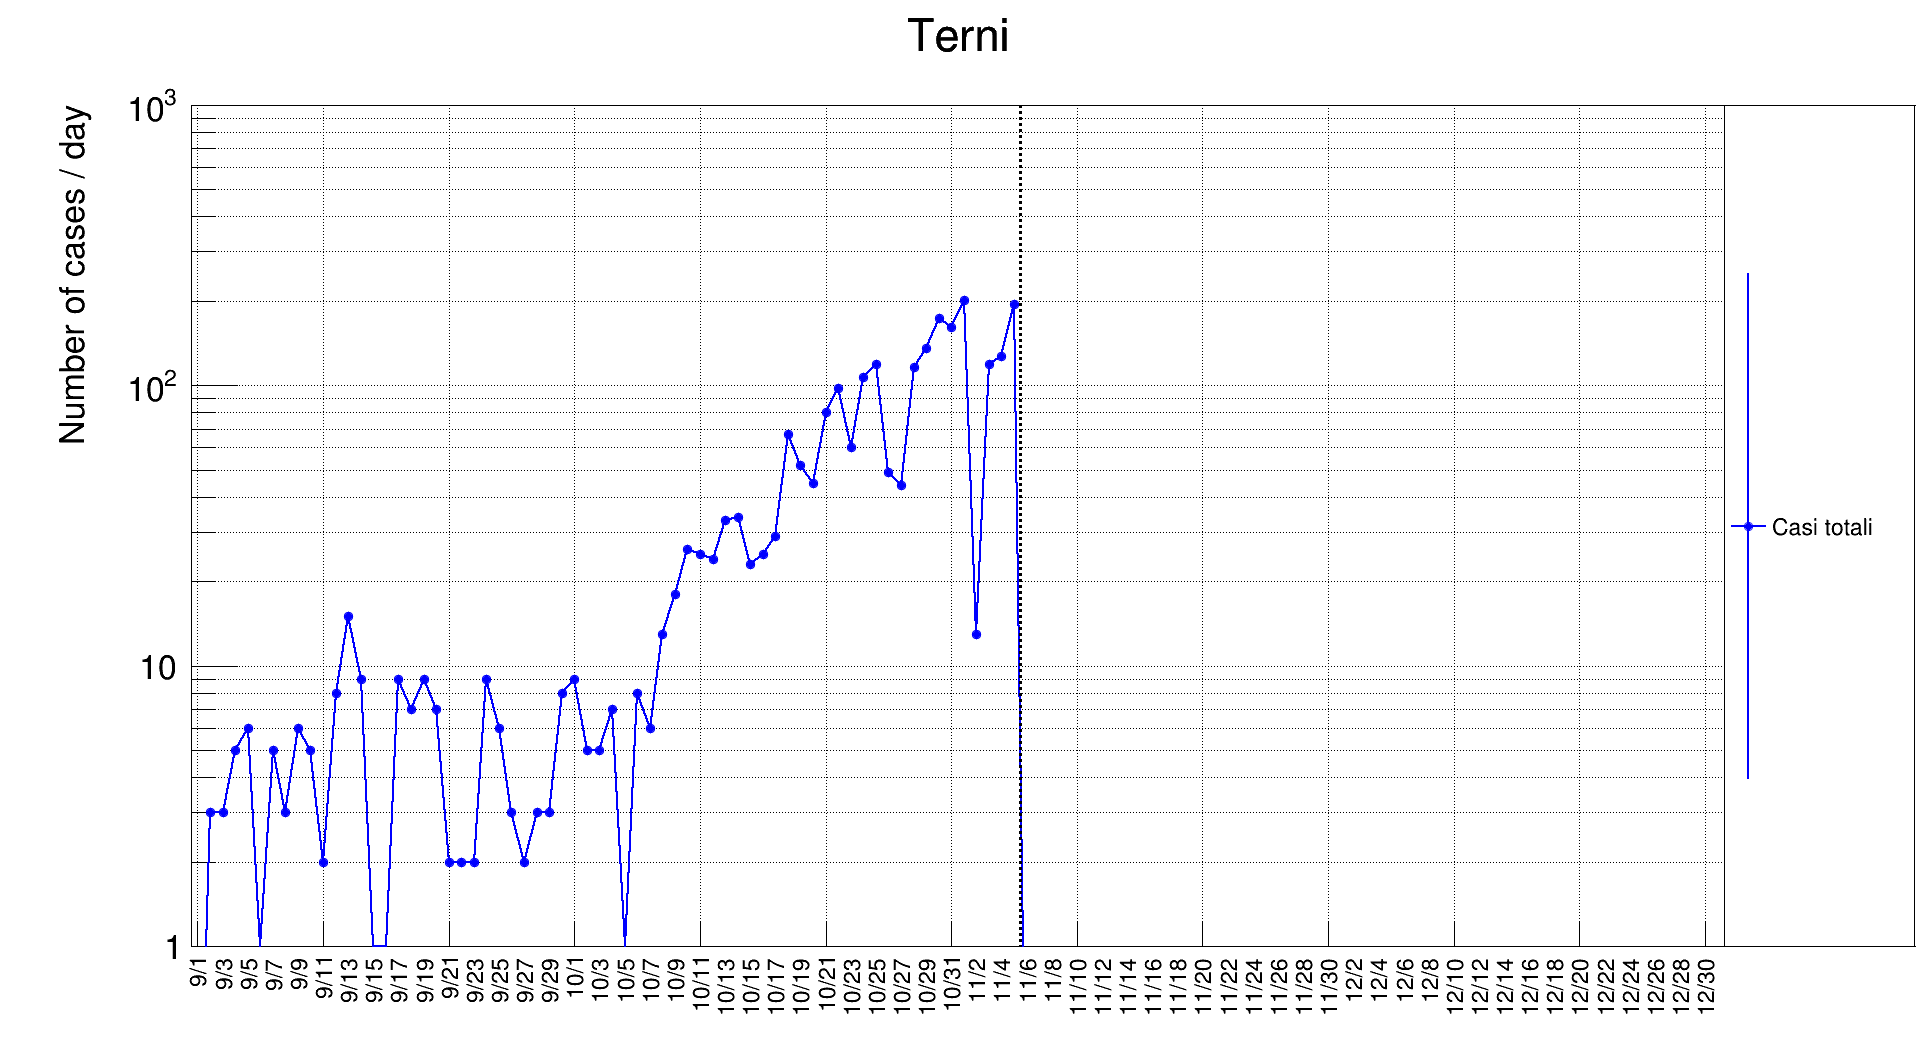 Terni
Number of cases / day
10³
10²
10
1
9/1 9/3 9/5 9/7 9/9 9/11 9/13 9/15 9/17 9/19 9/21 9/23 9/25 9/27 9/29 10/1 10/3 10/5 10/7 10/9 10/11 10/13 10/15 10/17 10/19 10/21 10/23 10/25 10/27 10/29 10/31 11/2 11/4 11/6 11/8 11/10 11/12 11/14 11/16 11/18 11/20 11/22 11/24 11/26 11/28 11/30 12/2 12/4 12/6 12/8 12/10 12/12 12/14 12/16 12/18 12/20 12/22 12/24 12/26 12/28 12/30
Casi totali